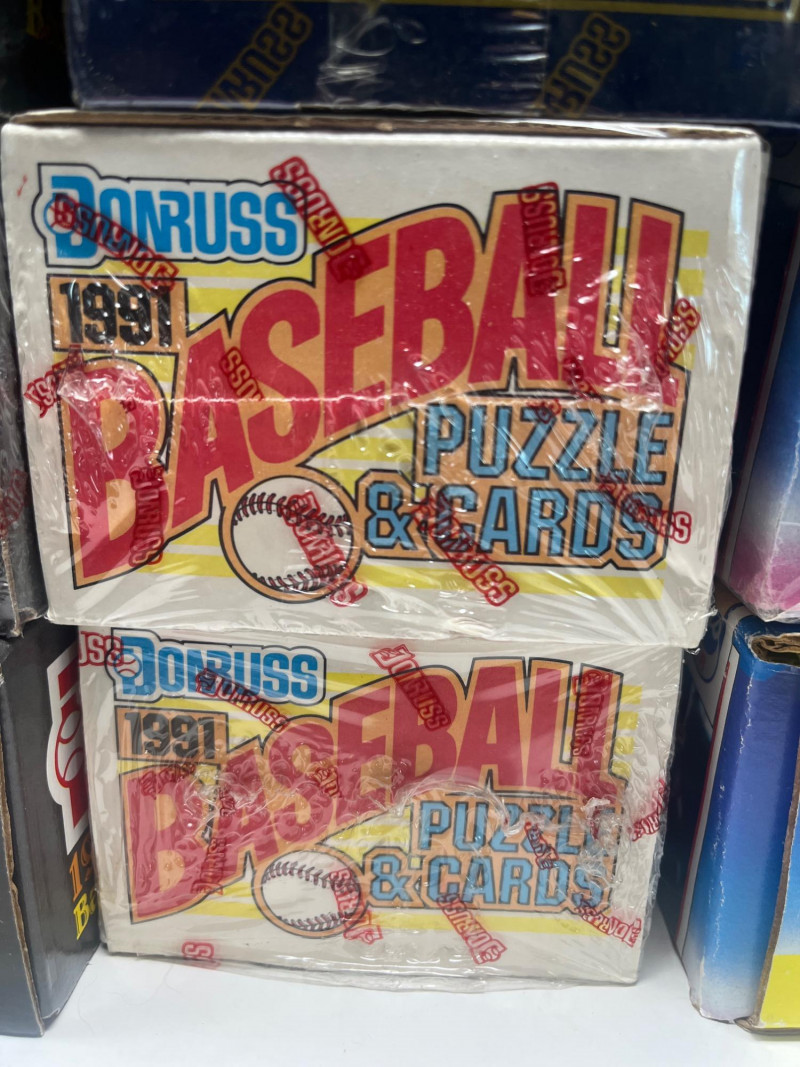 DONRUSS
1991
BASEBALL
PUZZLE
& CARDS
DONRUSS
1991
BASEBALL
PUZZLE
& CARDS